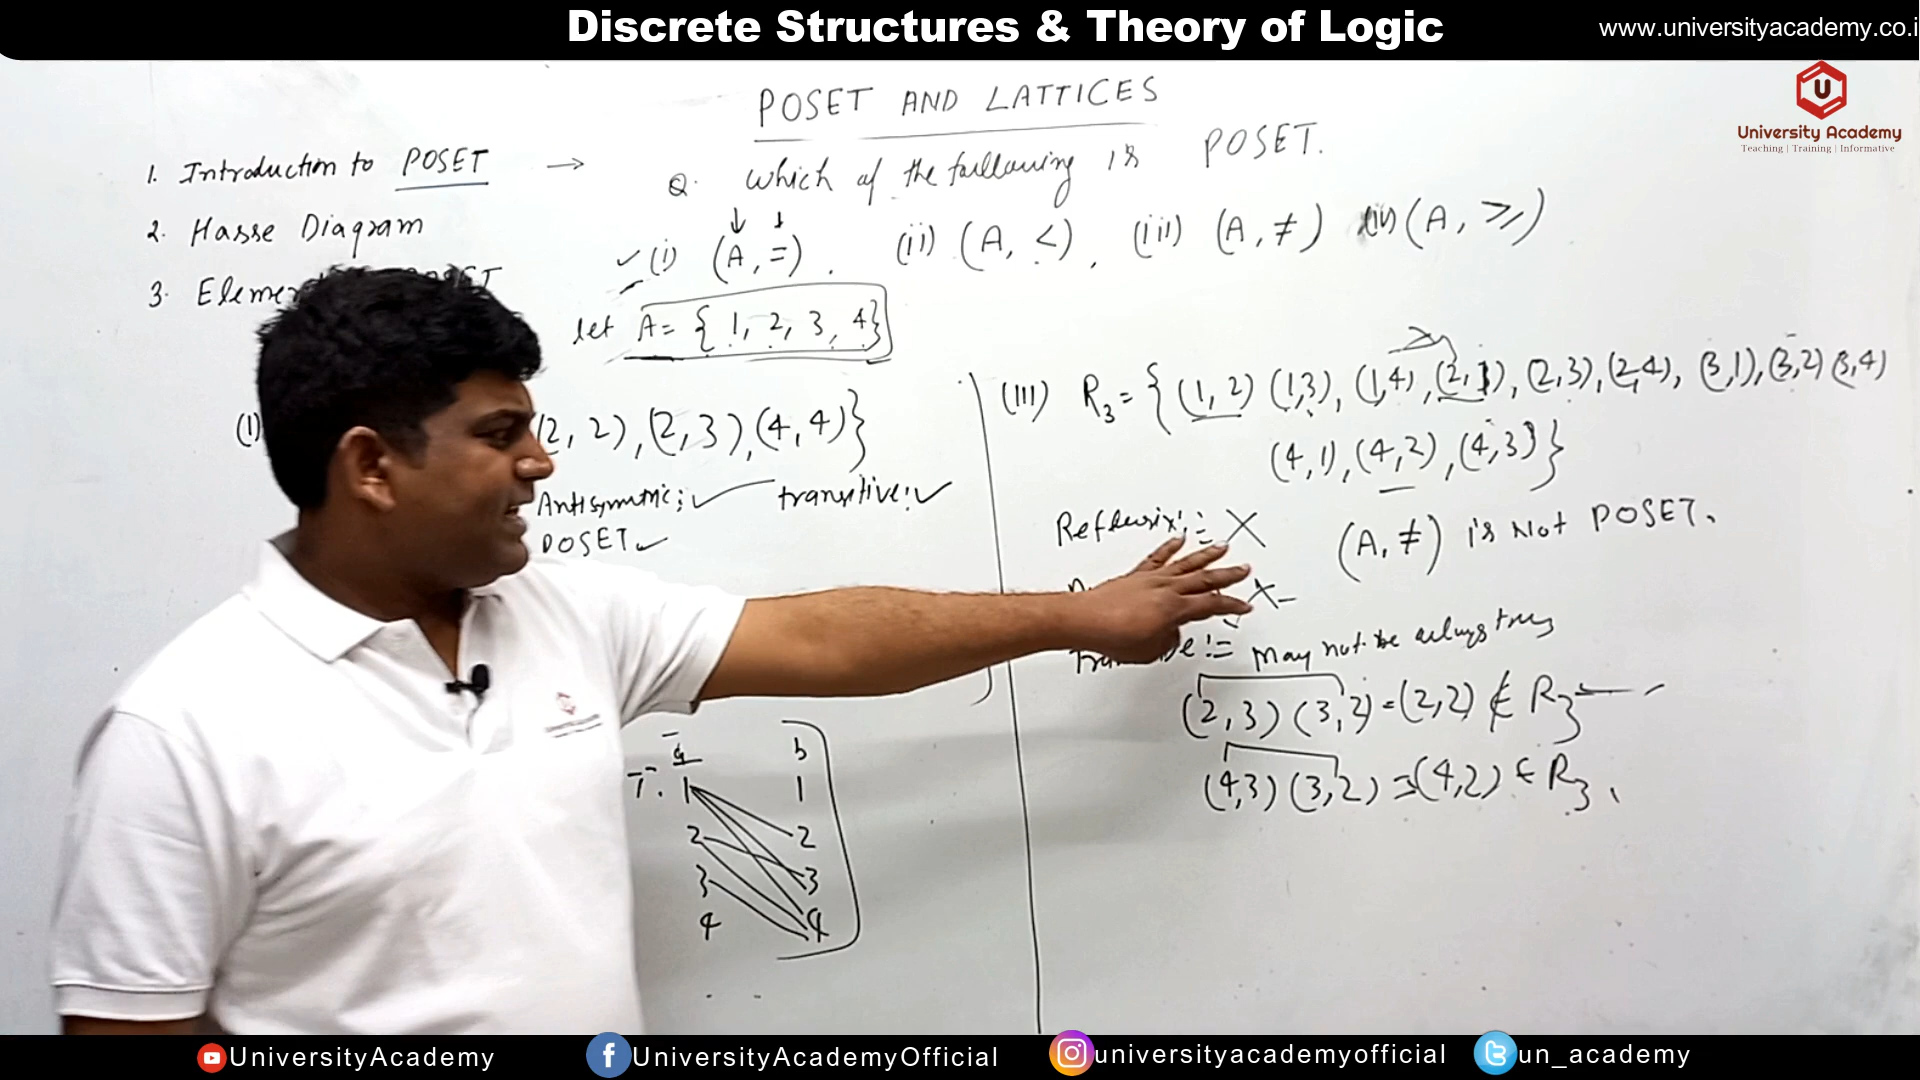 Discrete Structures & Theory of Logic
www.universityacademy.co.i
U
University Academy
Teaching | Training | Informative
POSET AND LATTICES
1. Introduction to POSET →
2. Hasse Diagram
3. Eleme
Q. Which of the following is POSET.
✓(i) (A, =). (ii) (A, <), (iii) (A, ≠) (iv) (A, ≥)
let A = { 1, 2, 3, 4}
(I) 2, 2), (2, 3), (4, 4)}
Antisymmtric; ✓ transitive: ✓
POSET ✓
a b
1 1
2 2
3 3
4 4
(III) R3 = { (1, 2) (1,3), (1,4), (2,1), (2,3), (2,4), (3,1), (3,2) (3,4)
(4,1), (4,2), (4,3)}
:= X (A, ≠) is Not POSET.
X
:= May not be always
(2,3) (3,2) = (2,2) ∉ R3
(4,3) (3,2) => (4,2) ∈ R3.
UniversityAcademy
UniversityAcademyOfficial
universityacademyofficial
un_academy